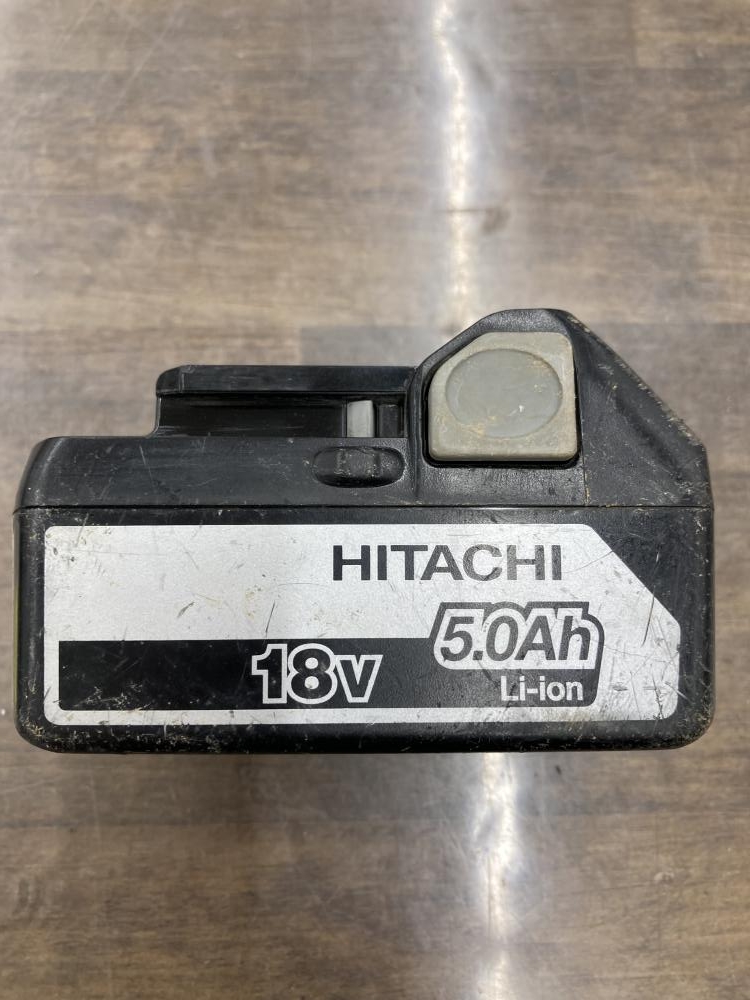 HITACHI
5.0Ah
18V
Li-ion